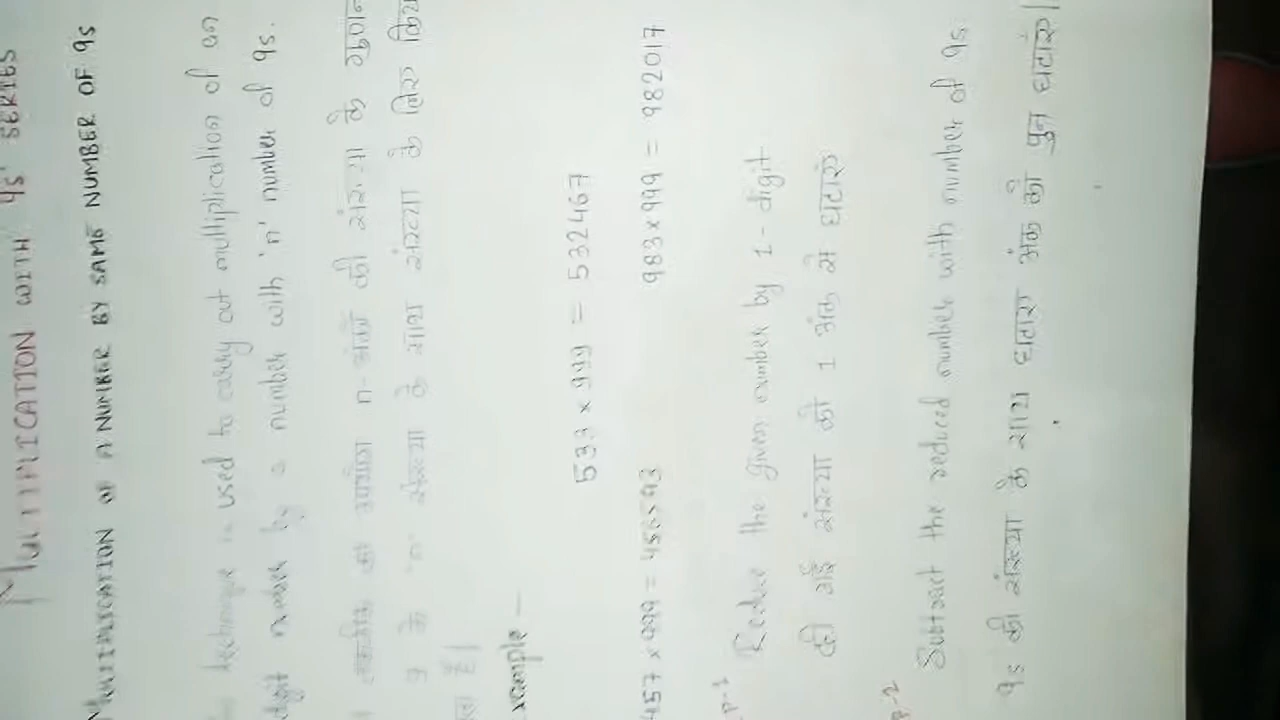 MULTIPLICATION WITH 9s' SERIES
MULTIPLICATION OF A NUMBER BY SAME NUMBER OF 9s
technique is used to carry out multiplication of an
digit number by a number with 'n' number of 9s.
तकनीक का उपयोग n- अंकों की संख्या के
9 के 'n' संख्या के साथ संख्या के लिए
है।
xample -
533 x 999 = 532467
457 x 999 = 456543 983 x 999 = 982017
p-1 Reduce the given number by 1-digit
दी गई संख्या को 1 अंक से घटाएं
p-2 Subtract the reduced number with number of 9s.
9s की संख्या के साथ घटाए अंक को पुन घटाएं।